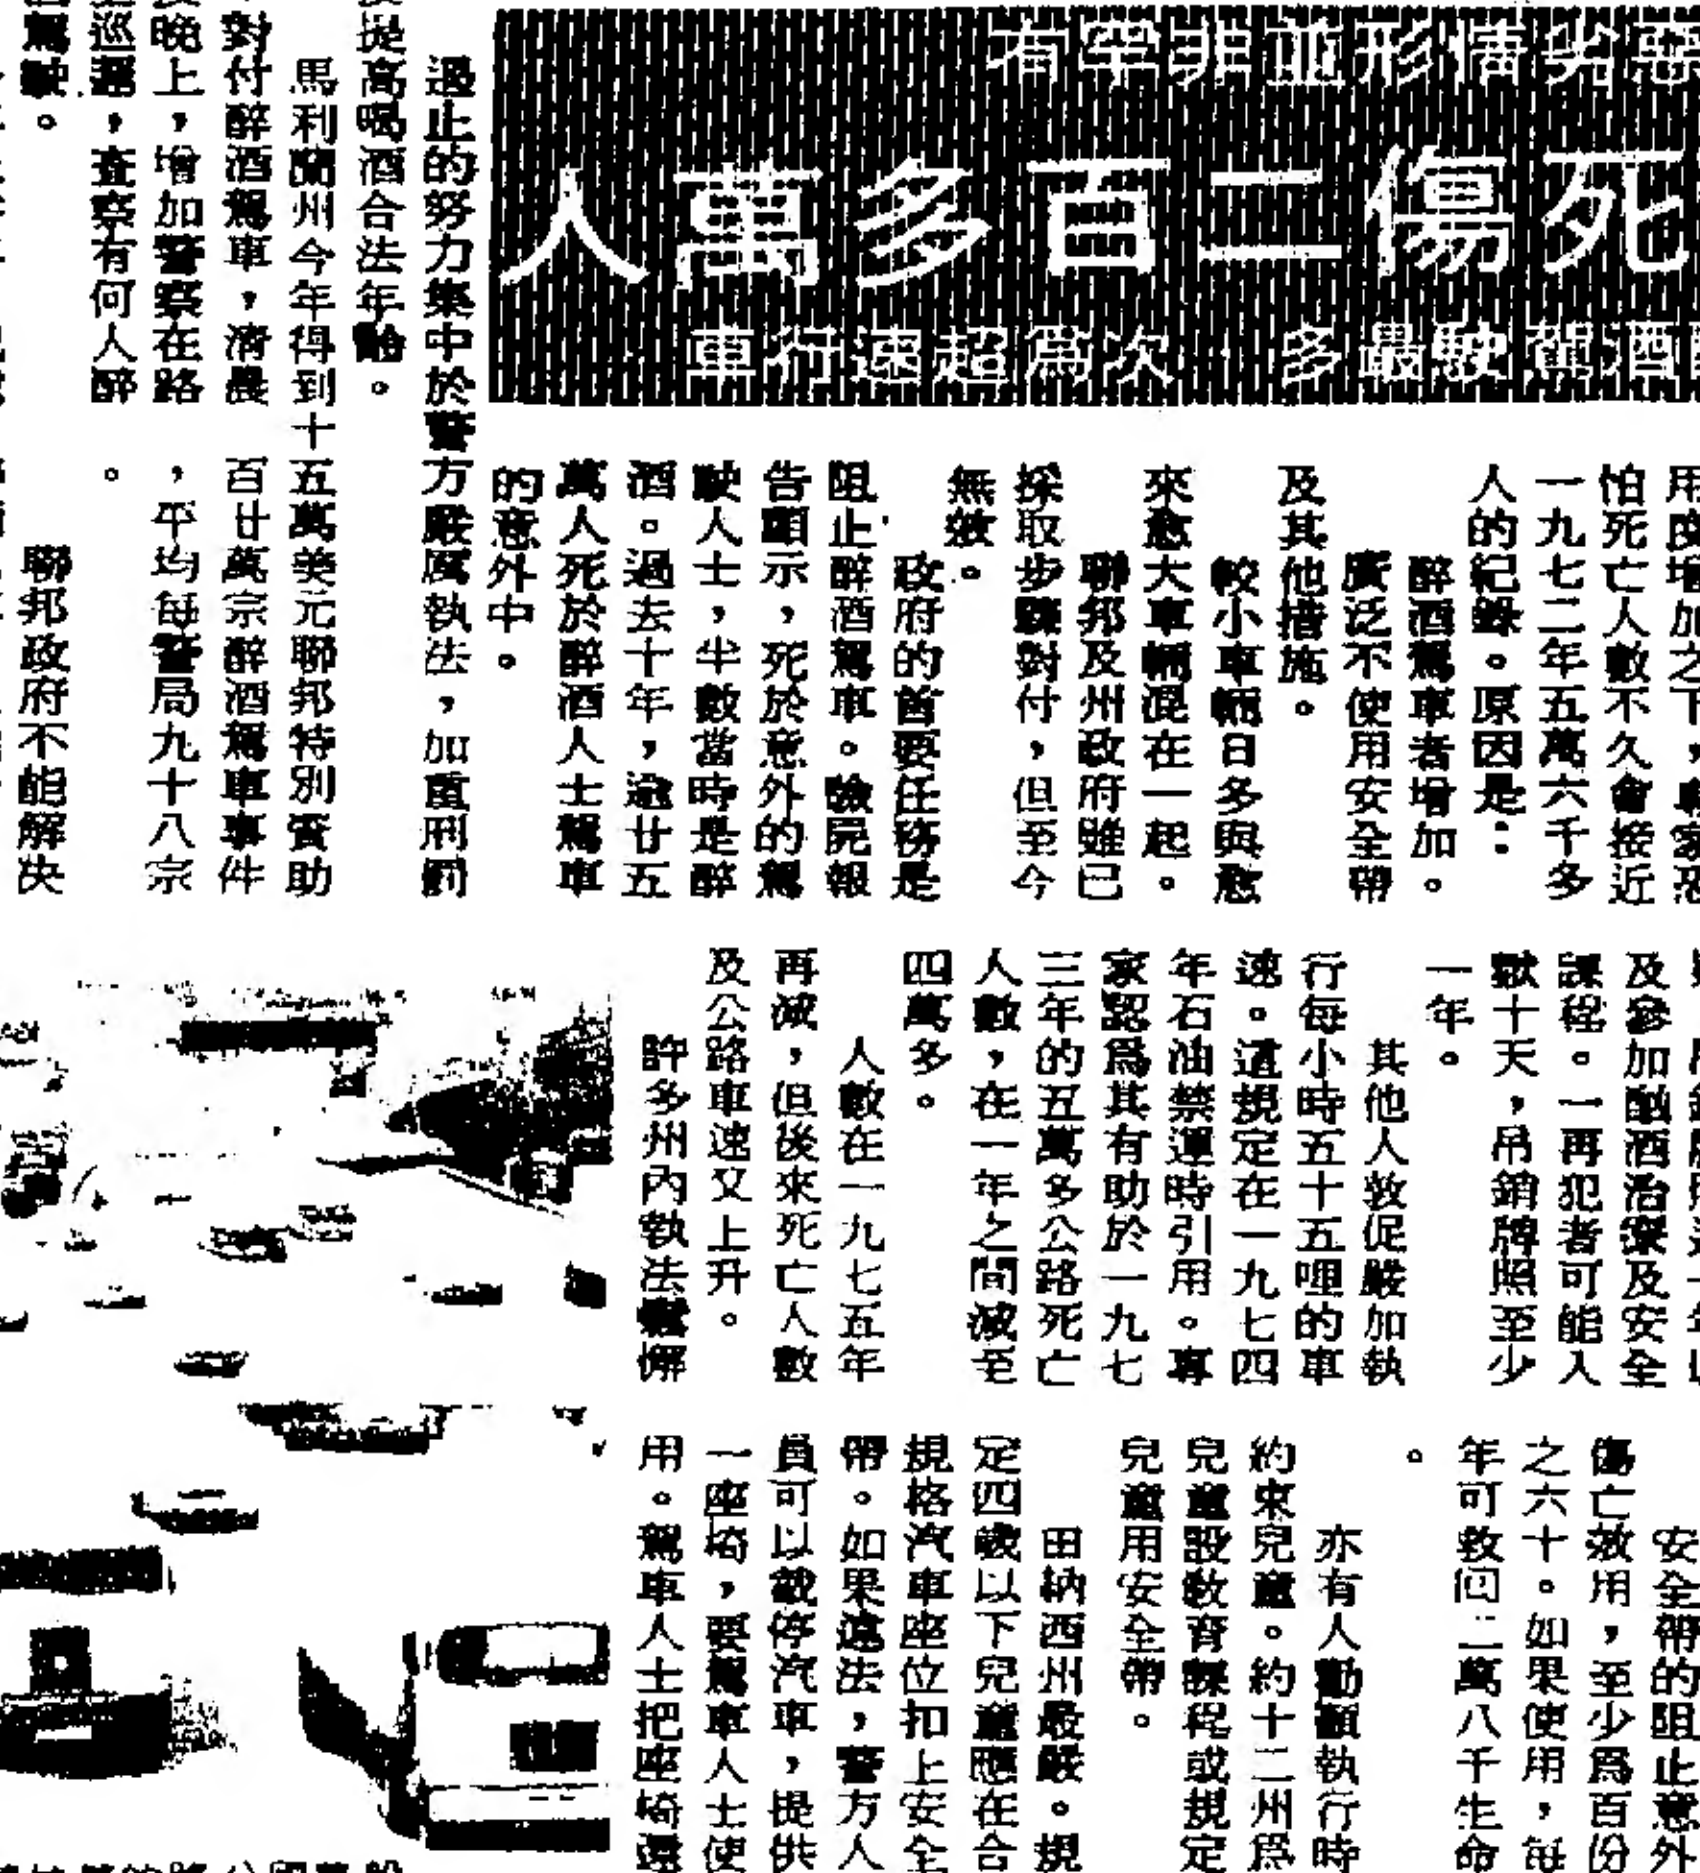 惡劣情形並非罕有
死傷二百多萬人
酒駕駛最多　次為超速行車
用度增加之下，專家恐
怕死亡人數不久會接近
一九七二年五萬六千多
人的紀錄。原因是：
醉酒駕車者增加。
廣泛不使用安全帶
及其他措施。
較小車輛日多與愈
來愈大車輛混在一起。
聯邦及州政府雖已
採取步驟對付，但至今
無效。
政府的首要任務是
阻止醉酒駕車。驗屍報
告顯示，死於意外的駕
駛人士，半數當時是醉
酒。過去十年，逾廿五
萬人死於醉酒人士駕車
的意外中。
遏止的努力集中於警方嚴厲執法，加重刑罰
提高喝酒合法年齡。
馬利蘭州今年得到十五萬美元聯邦特別資助
對付醉酒駕車，清晨
百廿萬宗醉酒駕車事件
晚上，增加警察在路
，平均每警局九十八宗
巡邏，查察有何人醉
。
駕駛。
聯邦政府不能解決
及參加酗酒治療及安全
課程。一再犯者可能入
獄十天，吊銷牌照至少
一年。
其他人敦促嚴加執
行每小時五十五哩的車
速。這規定在一九七四
年石油禁運時引用。專
家認為其有助於一九七
三年的五萬多公路死亡
人數，在一年之間減至
四萬多。
人數在一九七五年
再減，但後來死亡人數
及公路車速又上升。
許多州內執法鬆懈
安全帶的阻止意外
傷亡效用，至少為百份
之六十。如果使用，每
年可救回二萬八千生命
。
亦有人勸籲執行時
約束兒童。約十二州為
兒童設教育課程或規定
兒童用安全帶。
田納西州最嚴。規
定四歲以下兒童應在合
規格汽車座位扣上安全
帶。如果違法，警方人
員可以截停汽車，提供
一座椅，要駕車人士使
用。駕車人士把座椅還